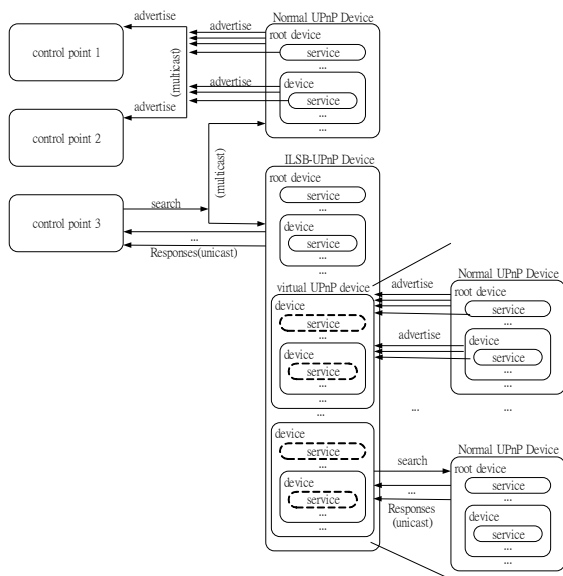 Normal UPnP Device
advertise
advertise
root device
control point 1
service
...
(multicast)
advertise
device
service
advertise
...
...
control point 2
ILSB-UPnP Device
root device
(multicast)
service
...
search
control point 3
device
service
...
Responses(unicast)
...
...
virtual UPnP device
advertise
Normal UPnP Device
root device
device
service
service
...
...
advertise
device
device
service
service
...
...
...
...
...
...
...
device
Normal UPnP Device
service
search
root device
...
...
service
device
...
service
Responses
(unicast)
device
...
service
...
...
...